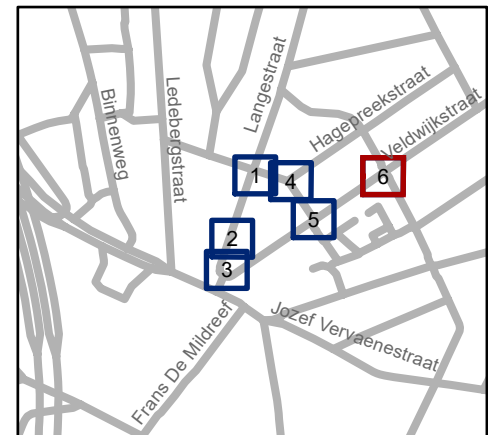 Binnenweg
Ledebergstraat
Langestraat
Hagepreekstraat
Veldwijkstraat
1
4
6
5
2
3
Frans De Mildreef
Jozef Vervaenestraat